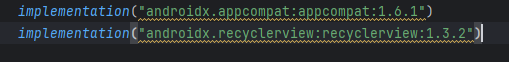 implementation("androidx.appcompat:appcompat:1.6.1")
implementation("androidx.recyclerview:recyclerview:1.3.2")